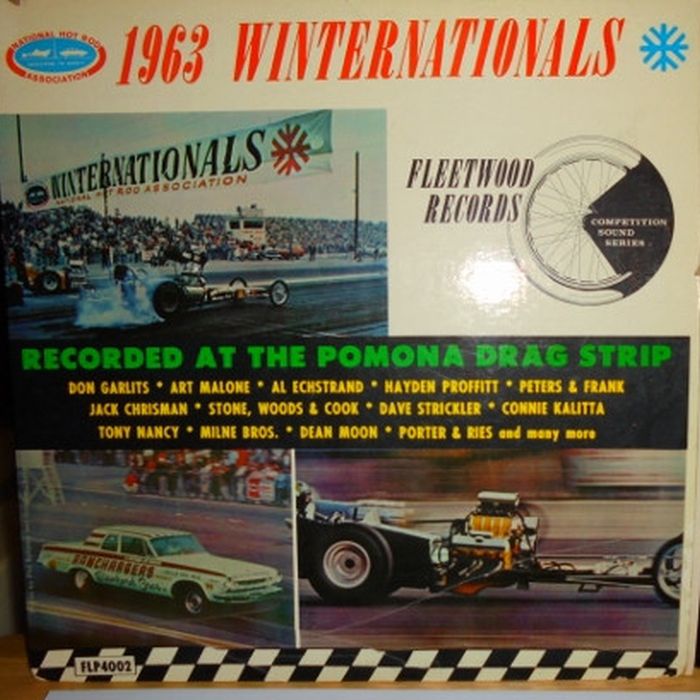 NATIONAL HOT ROD
ASSOCIATION
1963 WINTERNATIONALS
WINTERNATIONALS
NATIONAL HOT ROD ASSOCIATION
FLEETWOOD
RECORDS
COMPETITION
SOUND
SERIES
RECORDED AT THE POMONA DRAG STRIP
DON GARLITS * ART MALONE * AL ECHSTRAND * HAYDEN PROFFITT * PETERS & FRANK
JACK CHRISMAN * STONE, WOODS & COOK * DAVE STRICKLER * CONNIE KALITTA
TONY NANCY * MILNE BROS. * DEAN MOON * PORTER & RIES and many more
RAMCHARGERS
FLP4002